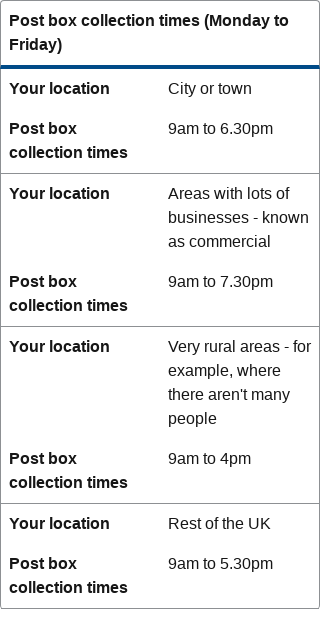 Post box collection times (Monday to
Friday)
Your location City or town
Post box 9am to 6.30pm
collection times
Your location Areas with lots of
businesses - known
as commercial
Post box 9am to 7.30pm
collection times
Your location Very rural areas - for
example, where
there aren't many
people
Post box 9am to 4pm
collection times
Your location Rest of the UK
Post box 9am to 5.30pm
collection times